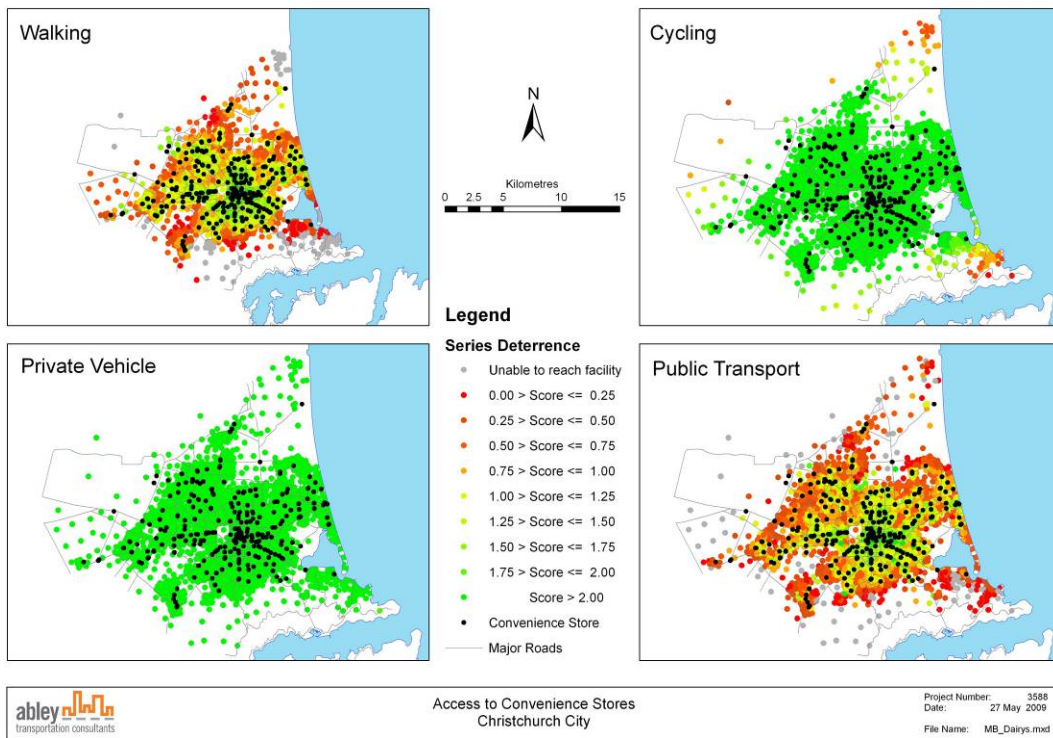 Walking
Cycling
N
Kilometres
0 2.5 5 10 15
Legend
Series Deterrence
Unable to reach facility
0.00 > Score <= 0.25
0.25 > Score <= 0.50
0.50 > Score <= 0.75
0.75 > Score <= 1.00
1.00 > Score <= 1.25
1.25 > Score <= 1.50
1.50 > Score <= 1.75
1.75 > Score <= 2.00
Score > 2.00
Convenience Store
Major Roads
Private Vehicle
Public Transport
abley
transportation consultants
Access to Convenience Stores
Christchurch City
Project Number: 3588
Date: 27 May 2009
File Name: MB_Dairys.mxd